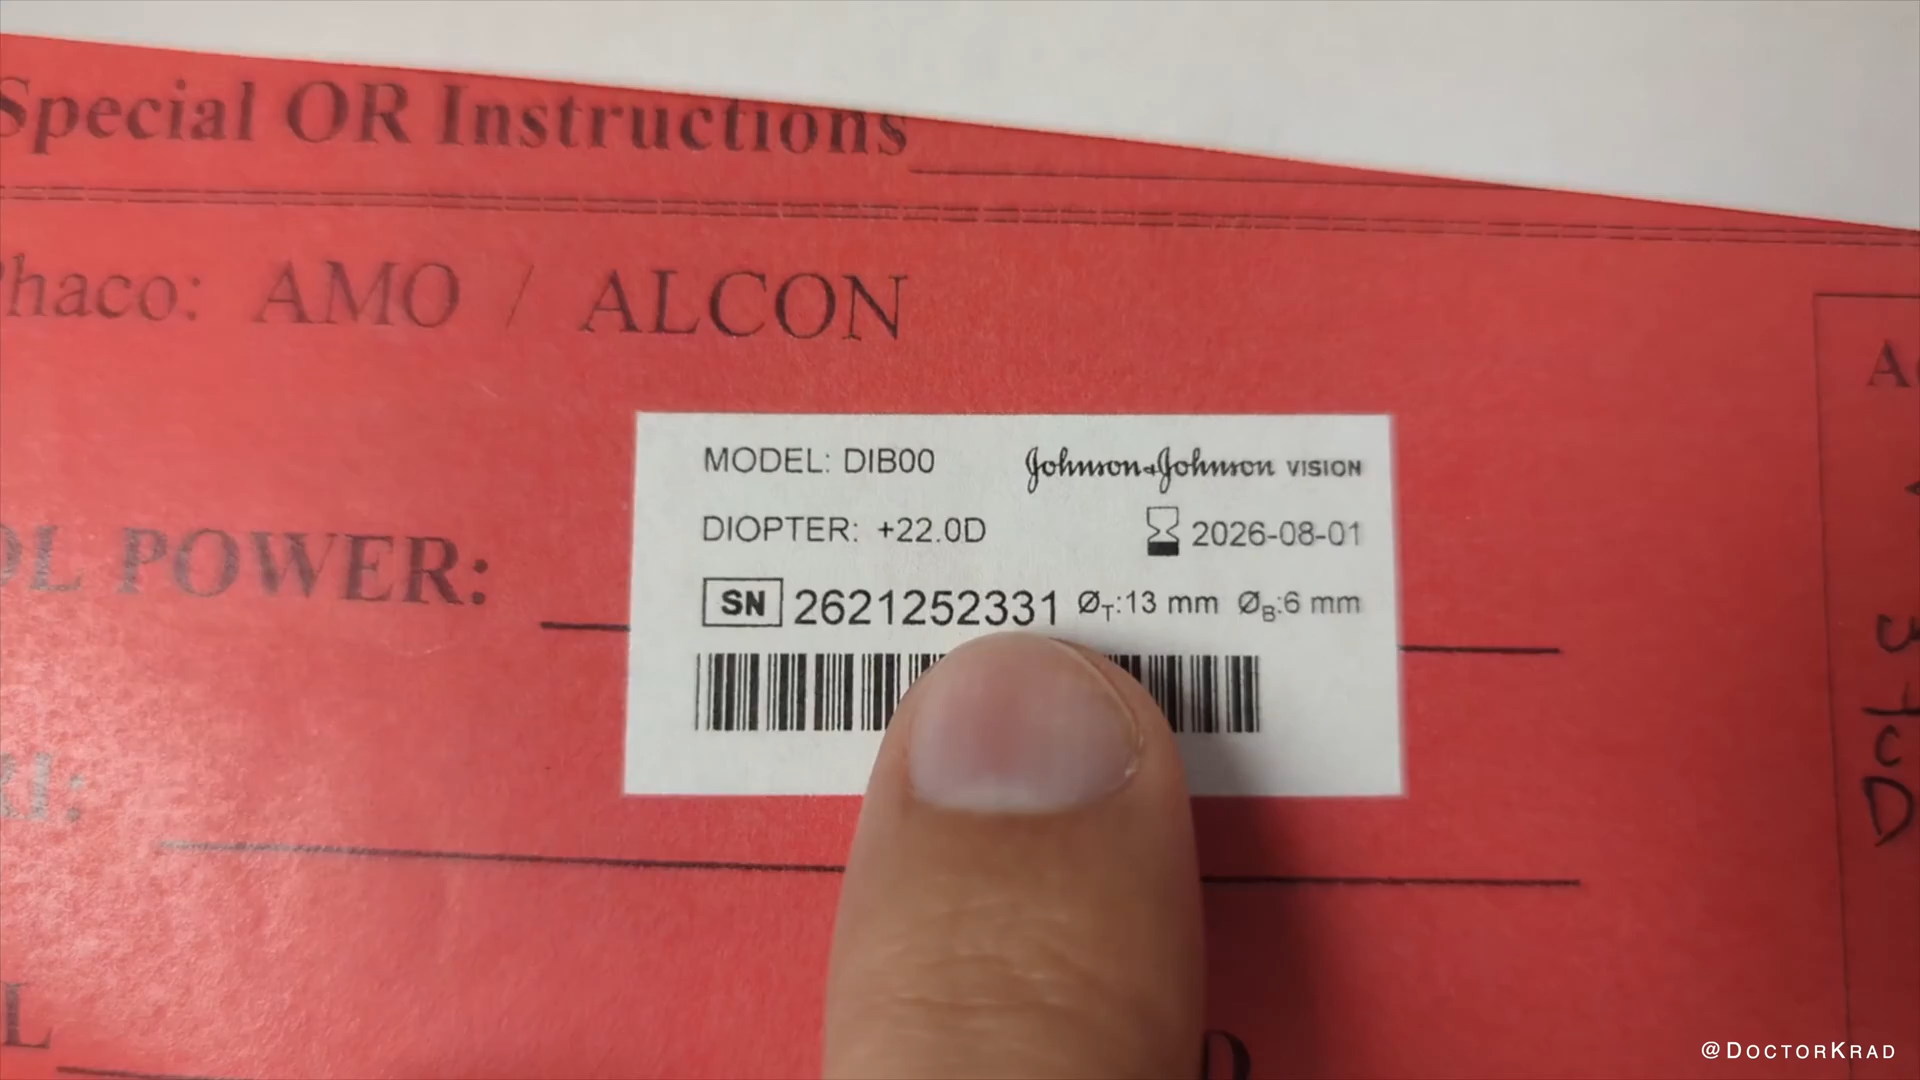 Special OR Instructions
Phaco: AMO / ALCON
MODEL: DIB00
Johnson & Johnson VISION
DIOPTER: +22.0D
2026-08-01
OL POWER:
SN 2621252331 ØT:13 mm ØB:6 mm
@DOCTORKRAD